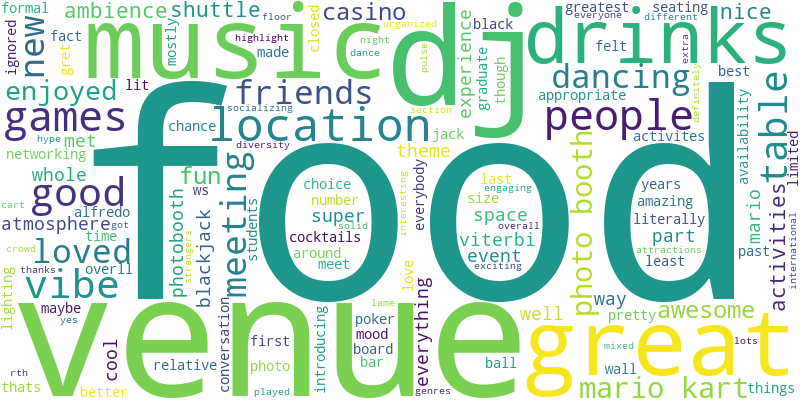 formal
ambience
shuttle
floor
casino
greatest
everyone
seating
different
nice
ignored
new
fact
mostly
gret
music
highlight
made
closed
organized
night
dance
dj
pulse
experience
black
graduate
though
drinks
felt
extra
best
enjoyed
lit
friends
socializing
dancing
appropriate
definitely
availability
table
limited
games
hype
networking
met
chance
location
diversity
jack
section
people
activites
whole
fun
theme
good
alfredo
ws
meeting
students
food
choice
number
super
solid
cocktails
around
meet
interesting
everybody
last
size
engaging
space
viterbi
overall
event
exciting
photo booth
years
amazing
literally
part
attractions
least
mario
past
activities
international
cart
atmosphere
got
time
crowd
loved
thanks
overll
vibe
photobooth
strangers
blackjack
love
everything
way
pretty
awesome
lighting
maybe
yes
venue
conversation
first
introducing
lame
poker
mood
board
bar
well
great
mixed
wall
lots
cool
rth
thats
better
relative
photo
played
genres
ball
mario kart
things